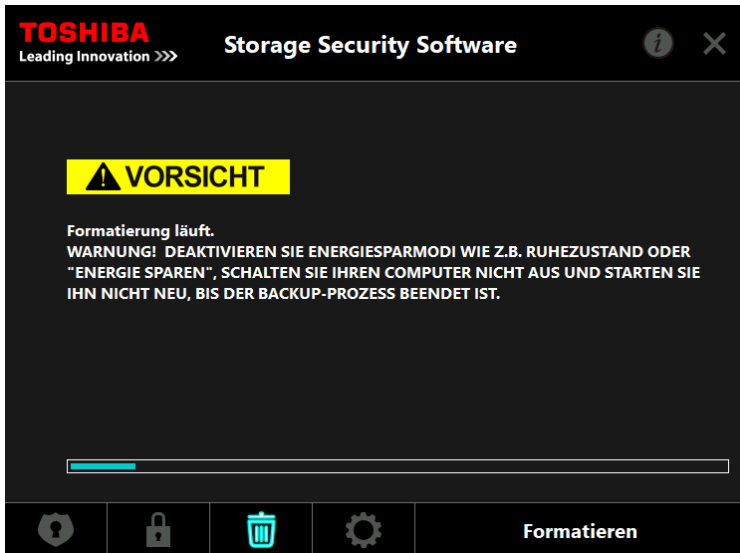 TOSHIBA
Leading Innovation >>>
Storage Security Software
VORSICHT
Formatierung läuft.
WARNUNG!  DEAKTIVIEREN SIE ENERGIESPARMODI WIE Z.B. RUHEZUSTAND ODER
"ENERGIE SPAREN", SCHALTEN SIE IHREN COMPUTER NICHT AUS UND STARTEN SIE
IHN NICHT NEU, BIS DER BACKUP-PROZESS BEENDET IST.
Formatieren